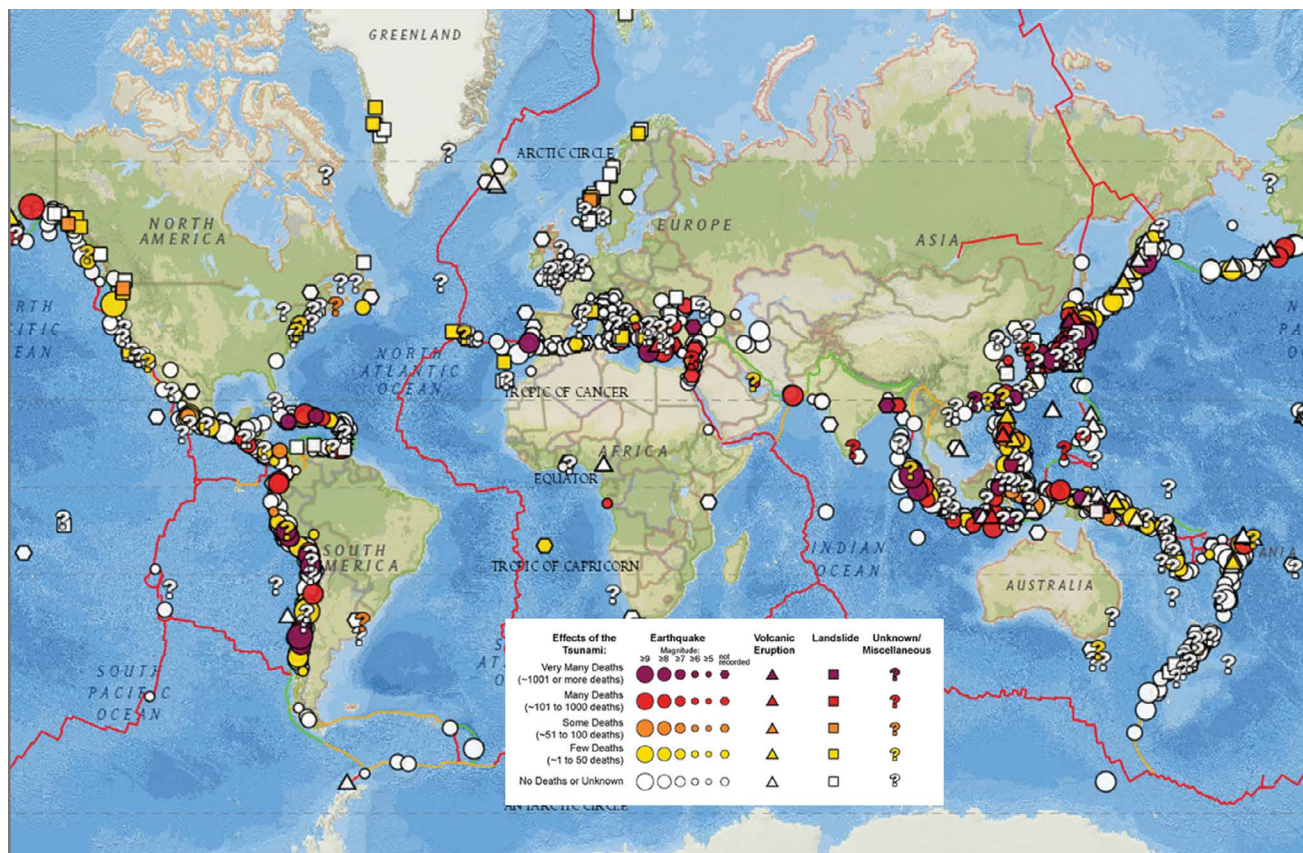 GREENLAND
ARCTIC CIRCLE
NORTH
AMERICA
EUROPE
ASIA
NORTH
ATLANTIC
OCEAN
TROPIC OF CANCER
AFRICA
EQUATOR
SOUTH
AMERICA
TROPIC OF CAPRICORN
INDIAN
OCEAN
AUSTRALIA
SOUTH
PACIFIC
OCEAN
Effects of the
Tsunami:
Earthquake
Magnitude:
≥9 ≥8 ≥7 ≥6 ≥5 not
recorded
Volcanic
Eruption
Landslide
Unknown/
Miscellaneous
Very Many Deaths
(~1001 or more deaths)
?
Many Deaths
(~101 to 1000 deaths)
?
Some Deaths
(~51 to 100 deaths)
?
Few Deaths
(~1 to 50 deaths)
?
No Deaths or Unknown
?